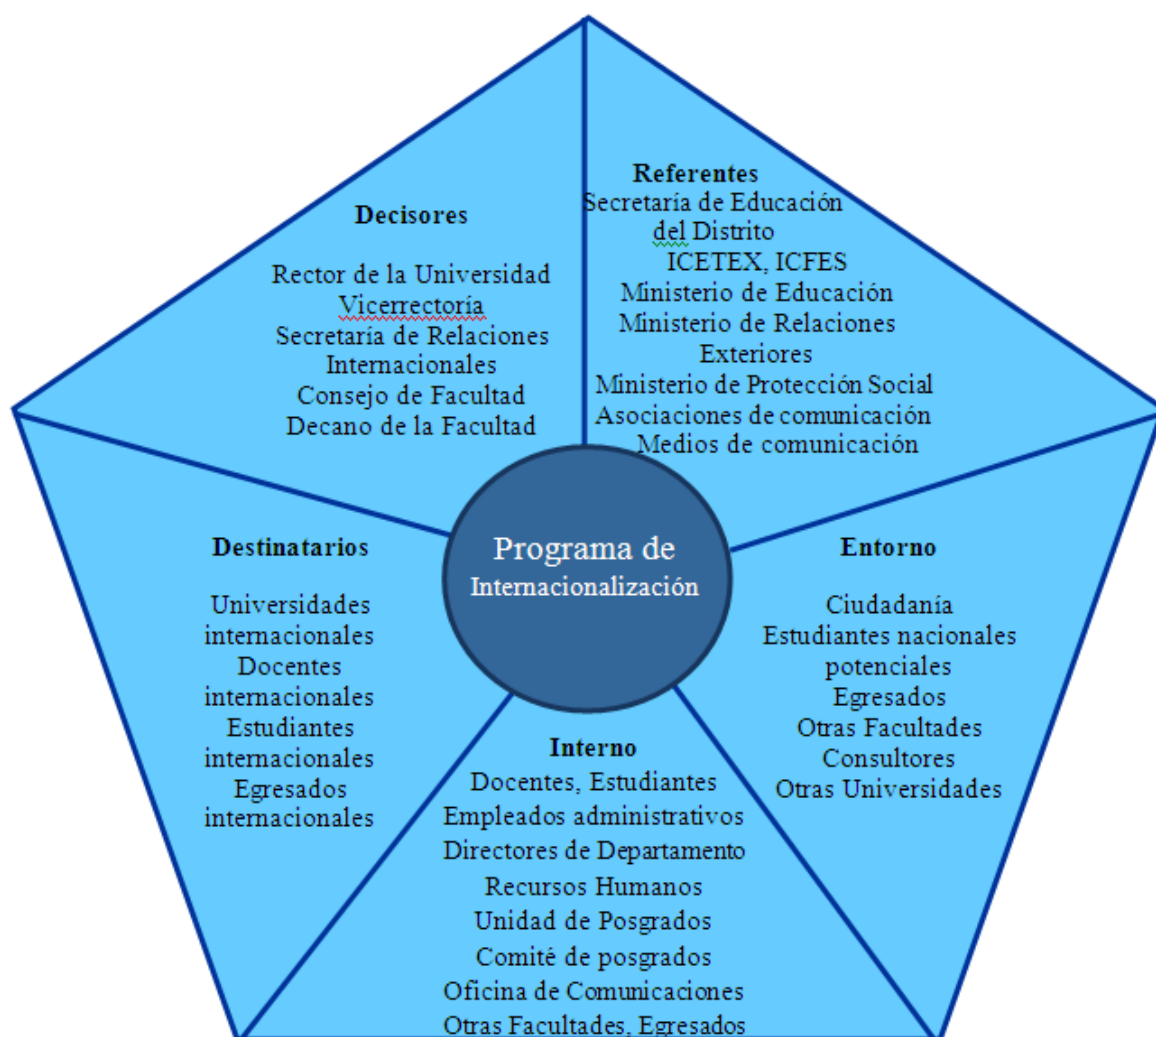 Decisores
Rector de la Universidad
Vicerrectoría
Secretaría de Relaciones
Internacionales
Consejo de Facultad
Decano de la Facultad
Referentes
Secretaría de Educación
del Distrito
ICETEX, ICFES
Ministerio de Educación
Ministerio de Relaciones
Exteriores
Ministerio de Protección Social
Asociaciones de comunicación
Medios de comunicación
Programa de
Internacionalización
Destinatarios
Universidades
internacionales
Docentes
internacionales
Estudiantes
internacionales
Egresados
internacionales
Entorno
Ciudadanía
Estudiantes nacionales
potenciales
Egresados
Otras Facultades
Consultores
Otras Universidades
Interno
Docentes, Estudiantes
Empleados administrativos
Directores de Departamento
Recursos Humanos
Unidad de Posgrados
Comité de posgrados
Oficina de Comunicaciones
Otras Facultades, Egresados